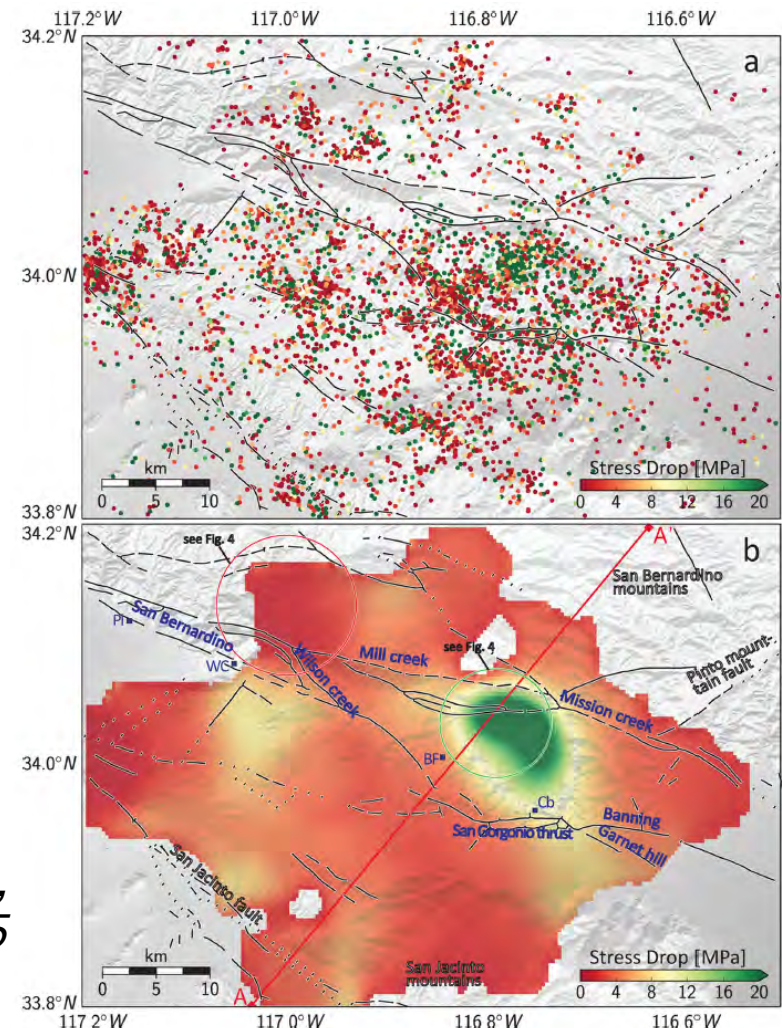 117.2°W 117.0°W 116.8°W 116.6°W
34.2°N
a
34.0°N
km
0 5 10
Stress Drop [MPa]
0 4 8 12 16 20
33.8°N
34.2°N
b
see Fig. 4
A'
San Bernardino
mountains
PI
San Bernardino
WC
Wilson creek
Mill creek
see Fig. 4
Mission creek
Pinto moun-
tain fault
34.0°N
BF
Cb
San Gorgonio thrust
Banning
Garnet hill
San Jacinto fault
km
0 5 10
San Jacinto
mountains
Stress Drop [MPa]
0 4 8 12 16 20
A
33.8°N
117.2°W 117.0°W 116.8°W 116.6°W